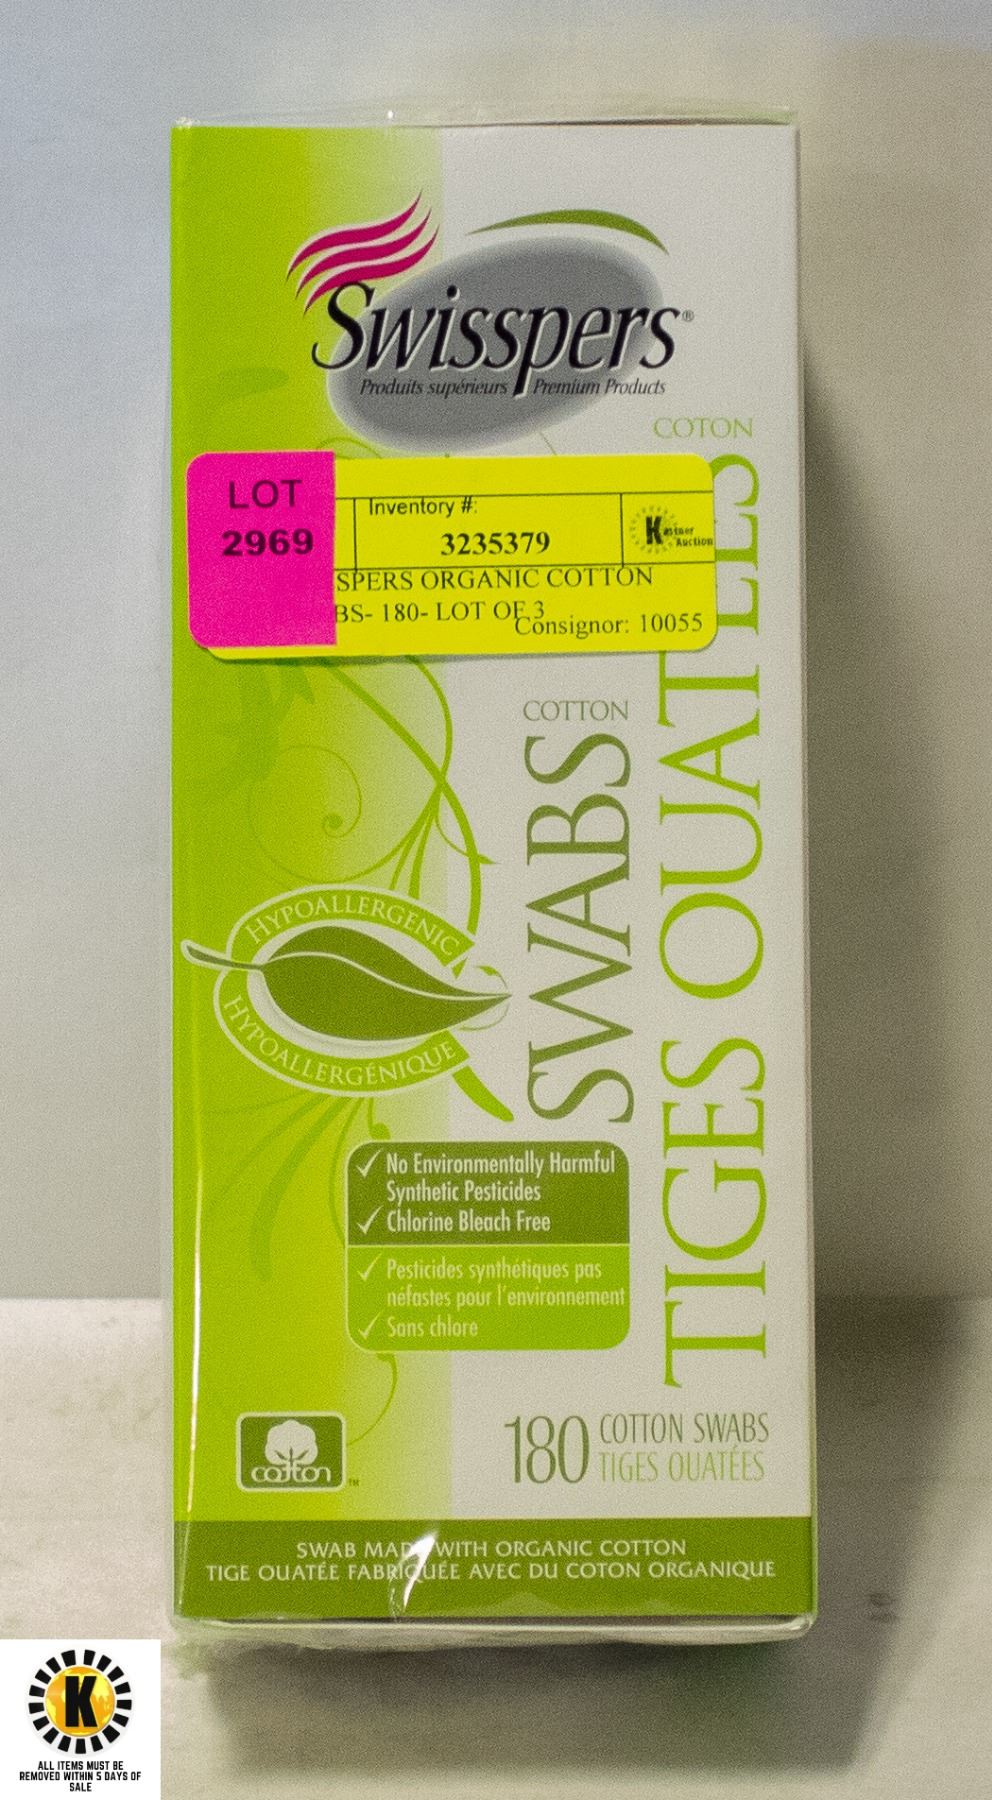 Swisspers®
Produits supérieurs Premium Products
COTON
LOT
2969
Inventory #:
3235379
Kastner
Auction
SPERS ORGANIC COTTON
BS- 180- LOT OF 3
Consignor: 10055
COTTON
SWABS
TIGES OUATÉES
HYPOALLERGENIC
HYPOALLERGÉNIQUE
✓ No Environmentally Harmful
Synthetic Pesticides
✓ Chlorine Bleach Free
✓ Pesticides synthétiques pas
néfastes pour l'environnement
✓ Sans chlore
cotton™
180 COTTON SWABS
TIGES OUATÉES
SWAB MADE WITH ORGANIC COTTON
TIGE OUATÉE FABRIQUÉE AVEC DU COTON ORGANIQUE
K
ALL ITEMS MUST BE
REMOVED WITHIN 5 DAYS OF
SALE